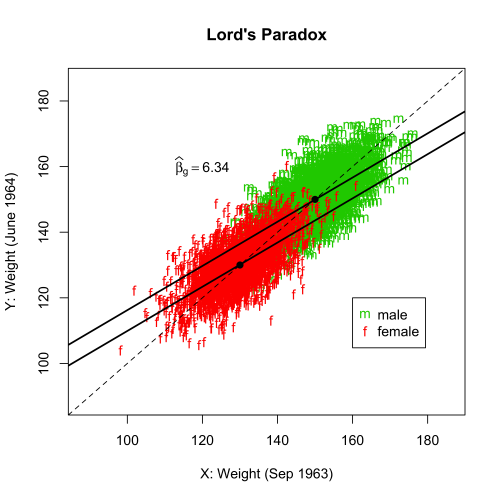 Lord's Paradox
Y: Weight (June 1964)
180
160
140
120
100
β̂g = 6.34
m male
f female
100 120 140 160 180
X: Weight (Sep 1963)